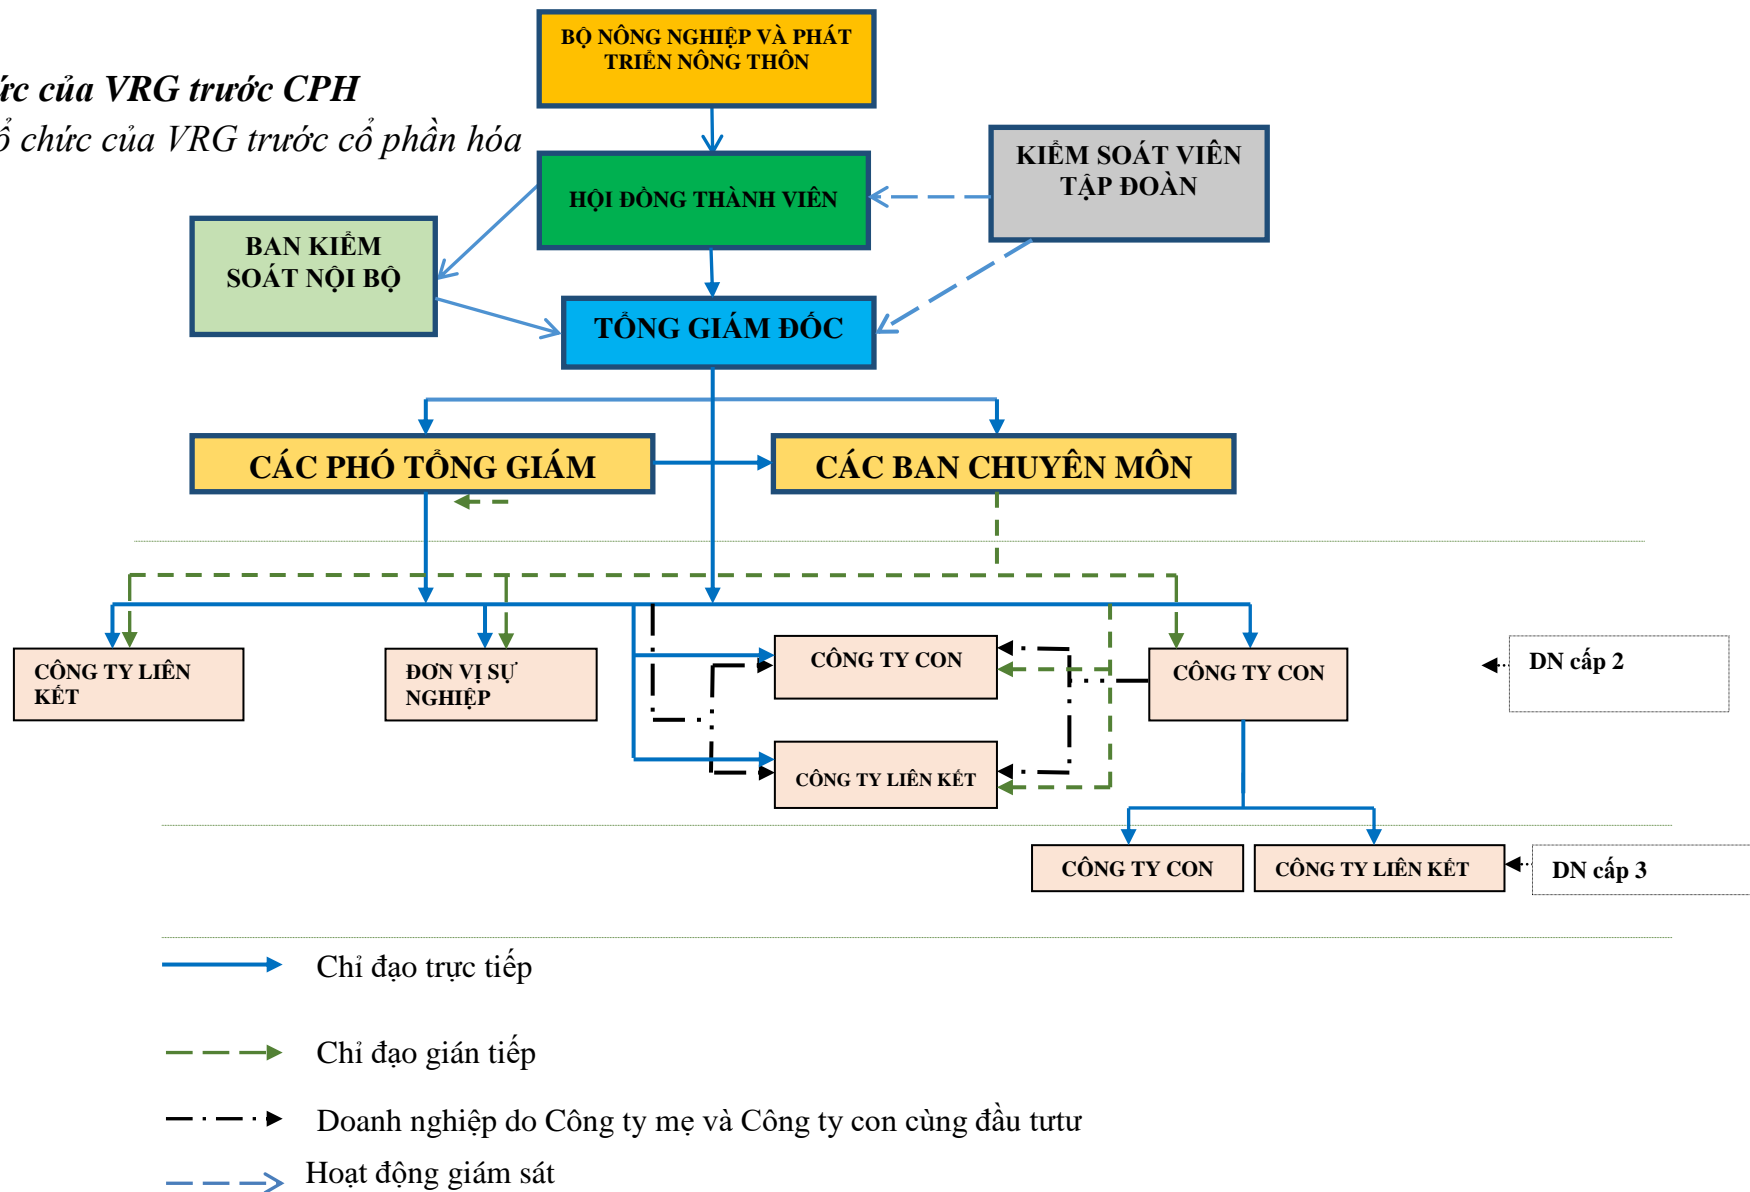 BỘ NÔNG NGHIỆP VÀ PHÁT
TRIỂN NÔNG THÔN
ức của VRG trước CPH
ổ chức của VRG trước cổ phần hóa
KIỂM SOÁT VIÊN
TẬP ĐOÀN
HỘI ĐỒNG THÀNH VIÊN
BAN KIỂM
SOÁT NỘI BỘ
TỔNG GIÁM ĐỐC
CÁC PHÓ TỔNG GIÁM
CÁC BAN CHUYÊN MÔN
CÔNG TY LIÊN
KẾT
ĐƠN VỊ SỰ
NGHIỆP
CÔNG TY CON
CÔNG TY CON
DN cấp 2
CÔNG TY LIÊN KẾT
CÔNG TY CON
CÔNG TY LIÊN KẾT
DN cấp 3
Chỉ đạo trực tiếp
Chỉ đạo gián tiếp
Doanh nghiệp do Công ty mẹ và Công ty con cùng đầu tưtư
Hoạt động giám sát